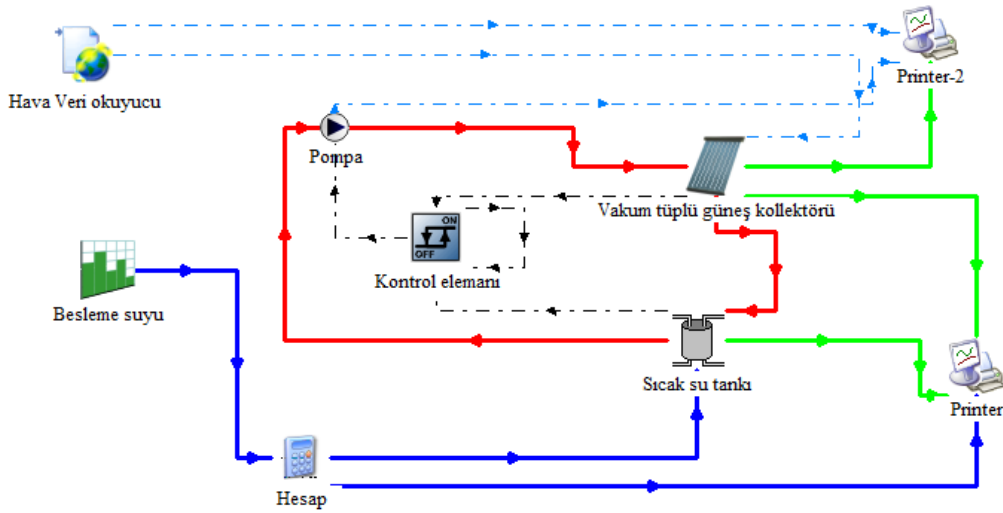 Printer-2
Hava Veri okuyucu
Pompa
Vakum tüplü güneş kollektörü
ON
OFF
Kontrol elemanı
Besleme suyu
Sıcak su tankı
Printer
Hesap